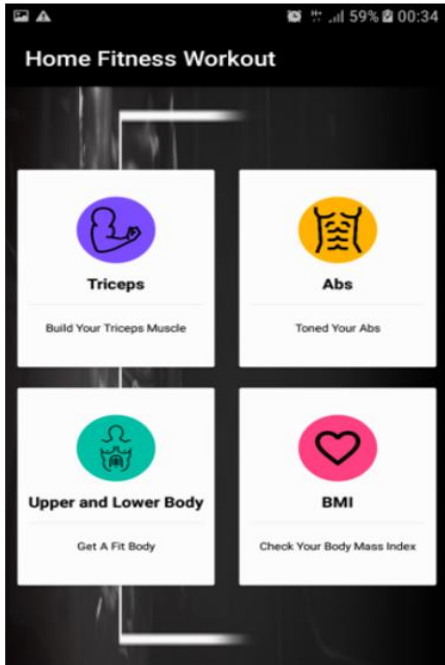 59% 00:34
Home Fitness Workout
Triceps
Build Your Triceps Muscle
Abs
Toned Your Abs
Upper and Lower Body
Get A Fit Body
BMI
Check Your Body Mass Index